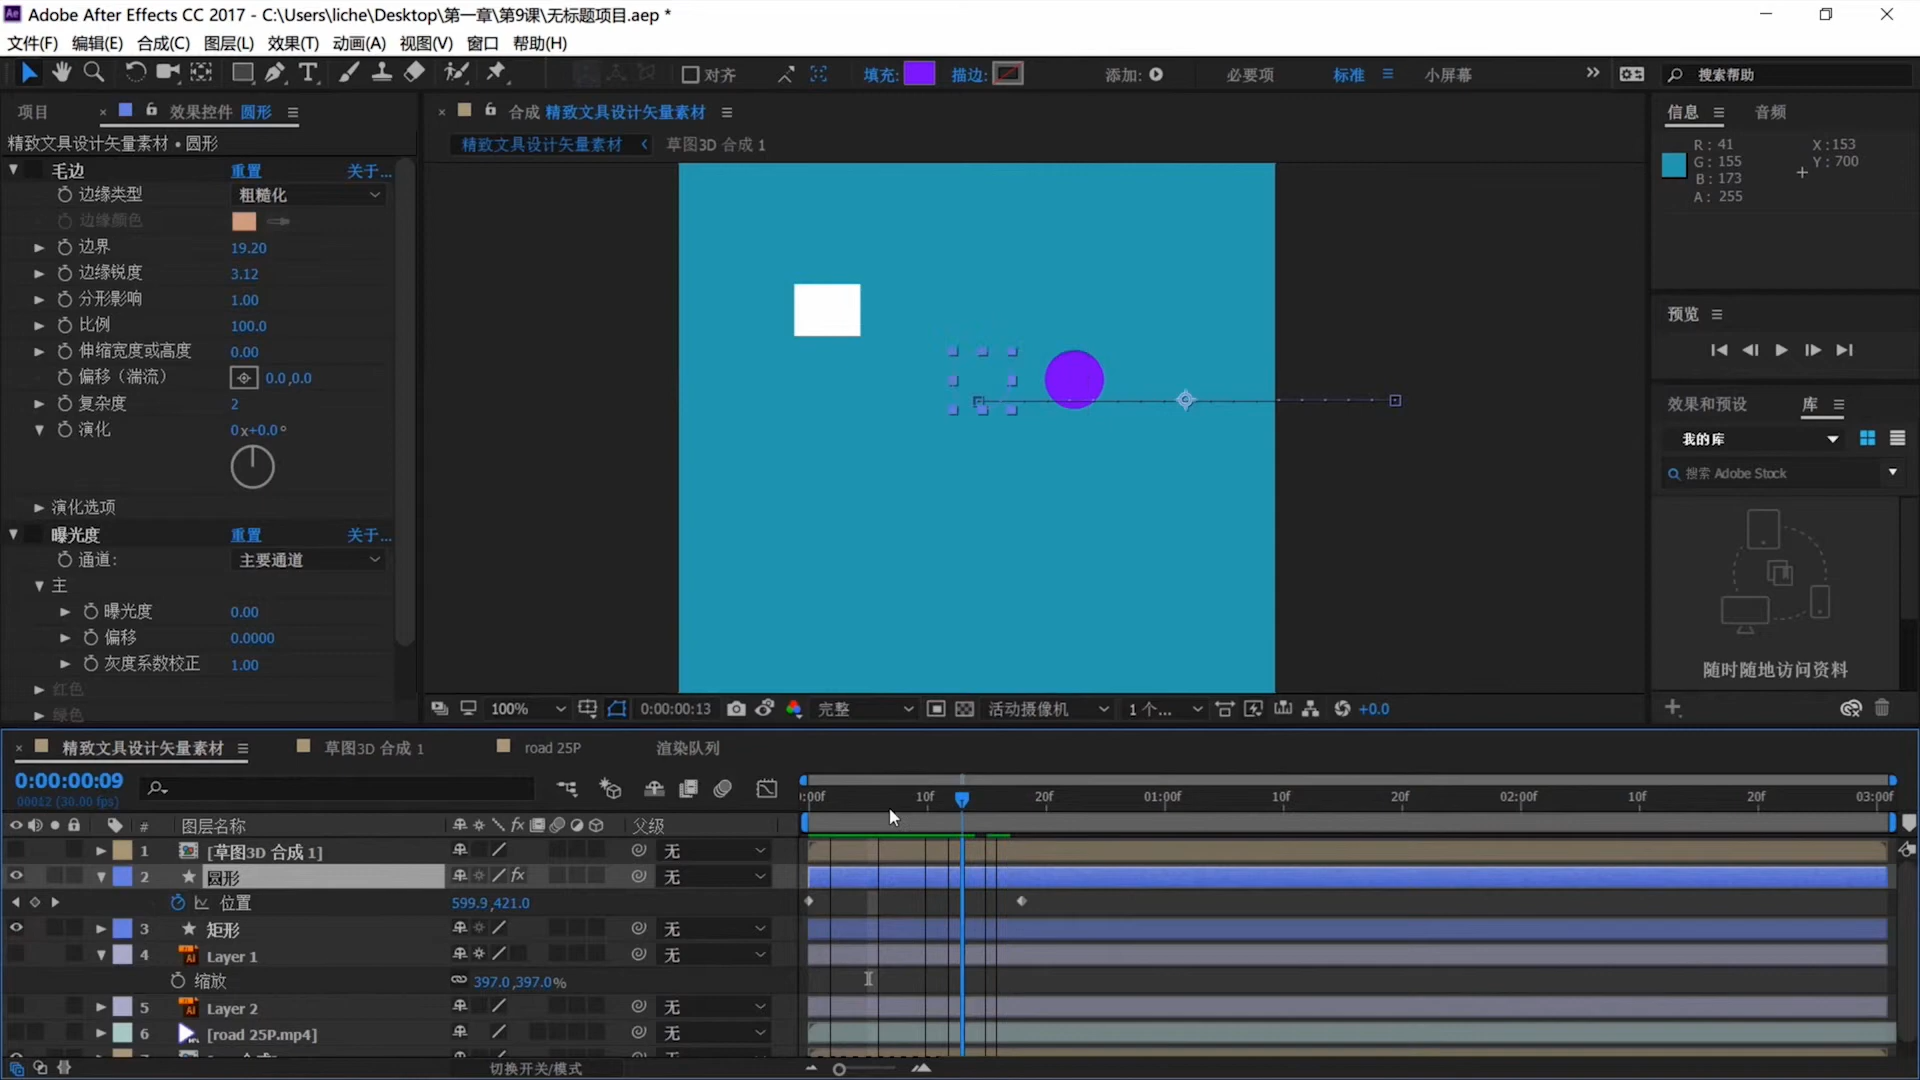 Adobe After Effects CC 2017 - C:\Users\liche\Desktop\第一章\第9课\无标题项目.aep *
文件(F) 编辑(E) 合成(C) 图层(L) 效果(T) 动画(A) 视图(V) 窗口 帮助(H)
对齐 填充: 描边: 添加: 必要项 标准 小屏幕 搜索帮助
项目 效果控件 圆形
精致文具设计矢量素材 • 圆形
毛边 重置 关于...
边缘类型 粗糙化
边缘颜色
边界 19.20
边缘锐度 3.12
分形影响 1.00
比例 100.0
伸缩宽度或高度 0.00
偏移（湍流） 0.0,0.0
复杂度 2
演化 0x+0.0°
演化选项
曝光度 重置 关于...
通道: 主要通道
主
曝光度 0.00
偏移 0.0000
灰度系数校正 1.00
红色
绿色
合成 精致文具设计矢量素材
精致文具设计矢量素材 草图3D 合成 1
100% 0:00:00:13 完整 活动摄像机 1 个... +0.0
信息 音频
R: 41 X:153
G: 155 Y: 700
B: 173
A: 255
预览
效果和预设 库
我的库
搜索 Adobe Stock
随时随地访问资料
精致文具设计矢量素材 草图3D 合成 1 road 25P 渲染队列
0:00:00:09
00012 (30.00 fps)
:00f 10f 20f 01:00f 10f 20f 02:00f 10f 20f 03:00f
# 图层名称 fx 父级
1 [草图3D 合成 1] 无
2 圆形 fx 无
位置 599.9,421.0
3 矩形 无
4 Ai Layer 1 无
缩放 397.0,397.0%
5 Ai Layer 2 无
6 [road 25P.mp4] 无
切换开关/模式